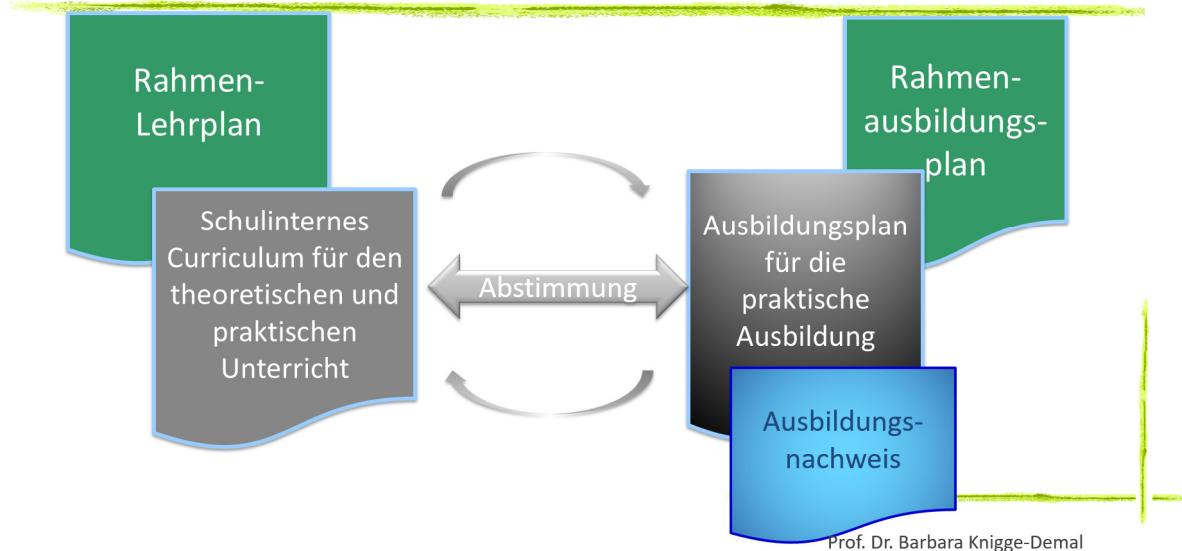 Rahmen-
Lehrplan
Schulinternes
Curriculum für den
theoretischen und
praktischen
Unterricht
Abstimmung
Rahmen-
ausbildungs-
plan
Ausbildungsplan
für die
praktische
Ausbildung
Ausbildungs-
nachweis
Prof. Dr. Barbara Knigge-Demal